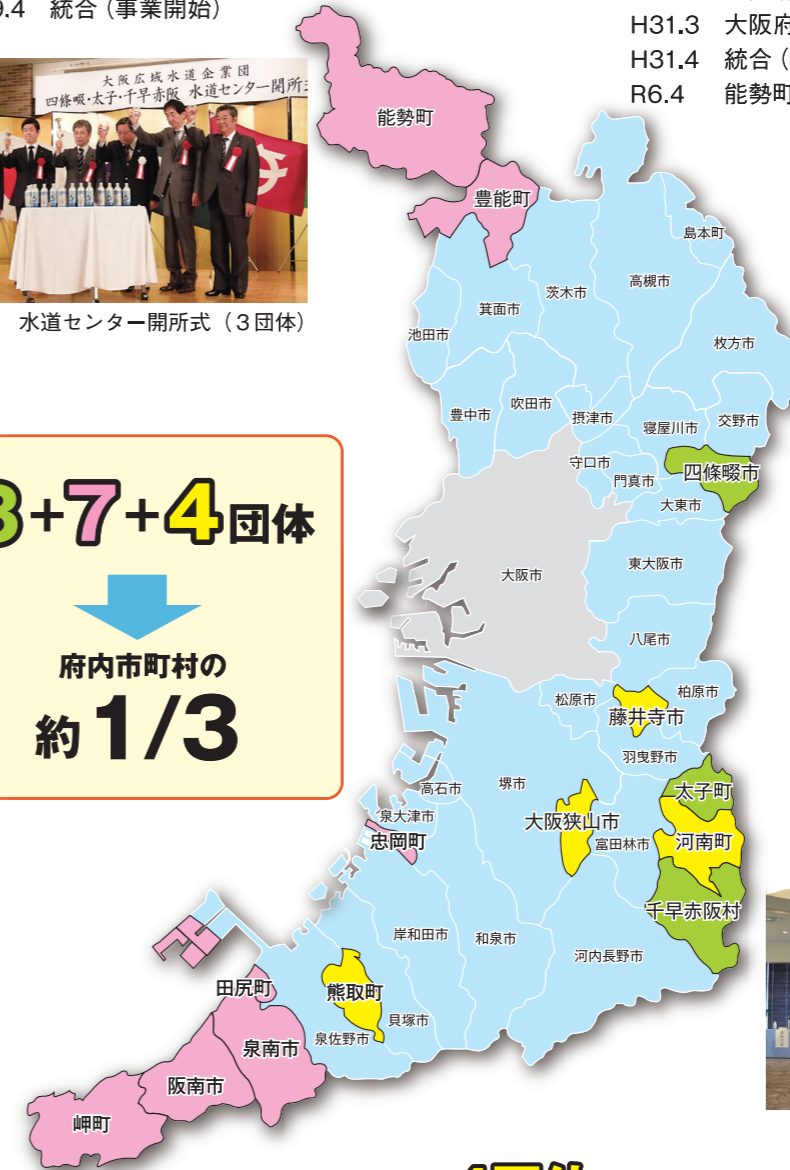 9.4 統合（事業開始）
H31.3 大阪府
H31.4 統合（
R6.4 能勢町
大阪広域水道企業団
四條畷・太子・千早赤阪 水道センター開所式
水道センター開所式（３団体）
3+7+4団体
府内市町村の
約1/3
能勢町
豊能町
島本町
高槻市
茨木市
箕面市
池田市
枚方市
豊中市
吹田市
摂津市
寝屋川市
交野市
守口市
門真市
四條畷市
大東市
大阪市
東大阪市
八尾市
松原市
柏原市
藤井寺市
羽曳野市
高石市
堺市
太子町
泉大津市
忠岡町
大阪狭山市
富田林市
河南町
千早赤阪村
岸和田市
和泉市
河内長野市
田尻町
熊取町
貝塚市
泉佐野市
泉南市
阪南市
岬町